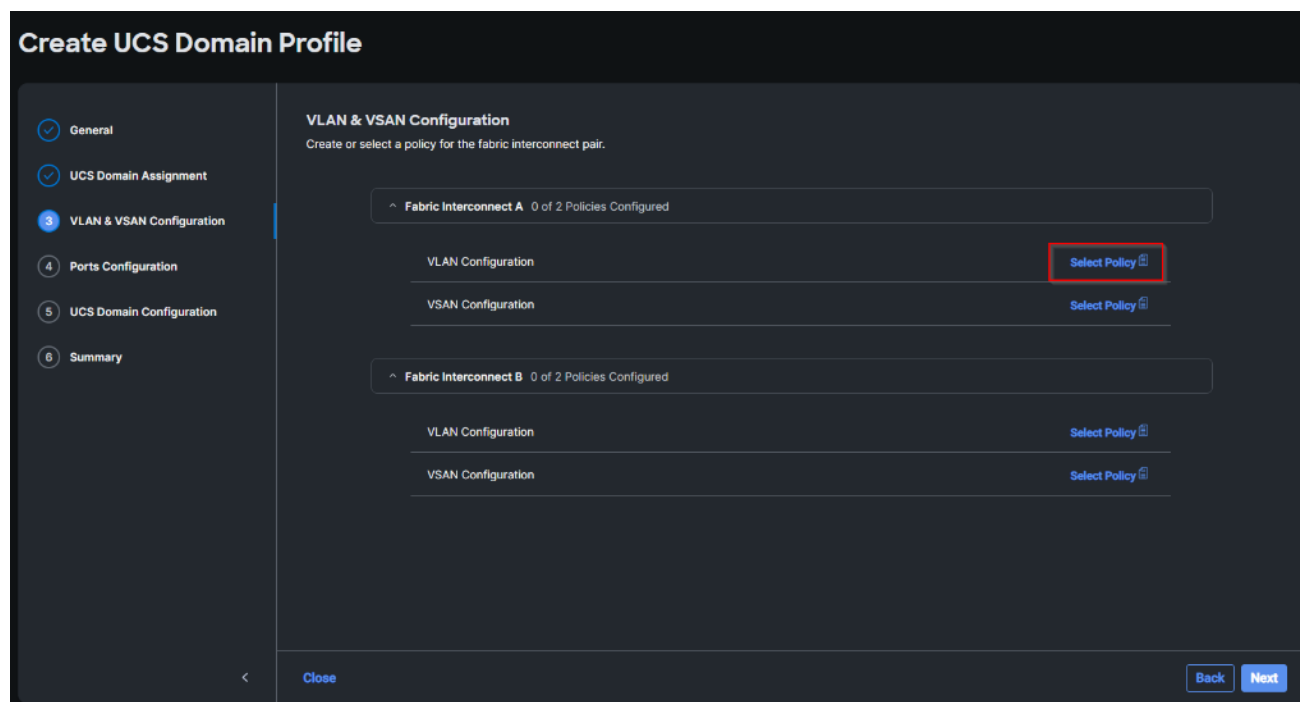 Create UCS Domain Profile
General
UCS Domain Assignment
3 VLAN & VSAN Configuration
4 Ports Configuration
5 UCS Domain Configuration
6 Summary
VLAN & VSAN Configuration
Create or select a policy for the fabric interconnect pair.
Fabric Interconnect A 0 of 2 Policies Configured
VLAN Configuration Select Policy
VSAN Configuration Select Policy
Fabric Interconnect B 0 of 2 Policies Configured
VLAN Configuration Select Policy
VSAN Configuration Select Policy
Close Back Next